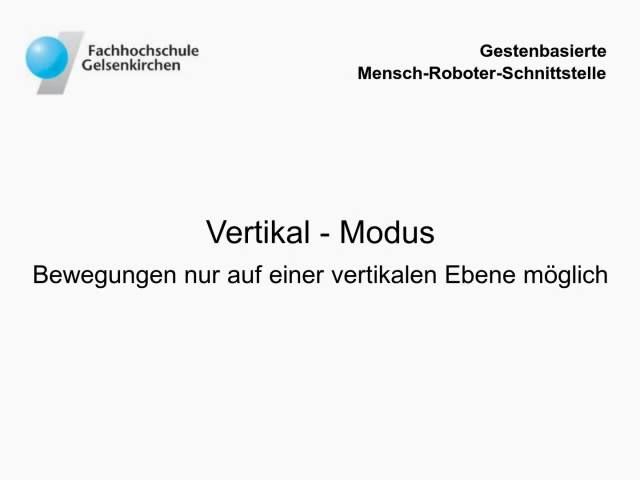 Fachhochschule
Gelsenkirchen
Gestenbasierte
Mensch-Roboter-Schnittstelle
Vertikal - Modus
Bewegungen nur auf einer vertikalen Ebene möglich